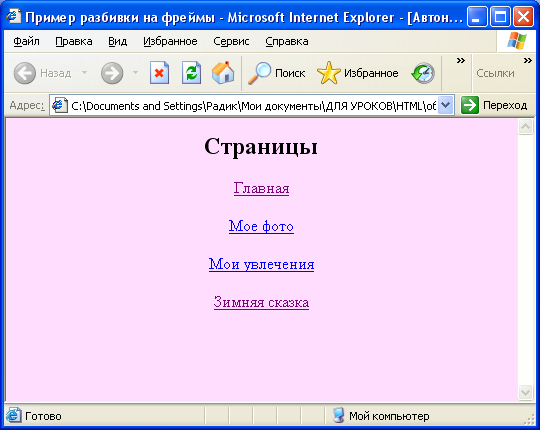 Пример разбивки на фреймы - Microsoft Internet Explorer - [Автон...
Файл Правка Вид Избранное Сервис Справка
Назад Поиск Избранное » Ссылки »
Адрес: C:\Documents and Settings\Радик\Мои документы\ДЛЯ УРОКОВ\HTML\об Переход
Страницы
Главная
Мое фото
Мои увлечения
Зимняя сказка
Готово Мой компьютер